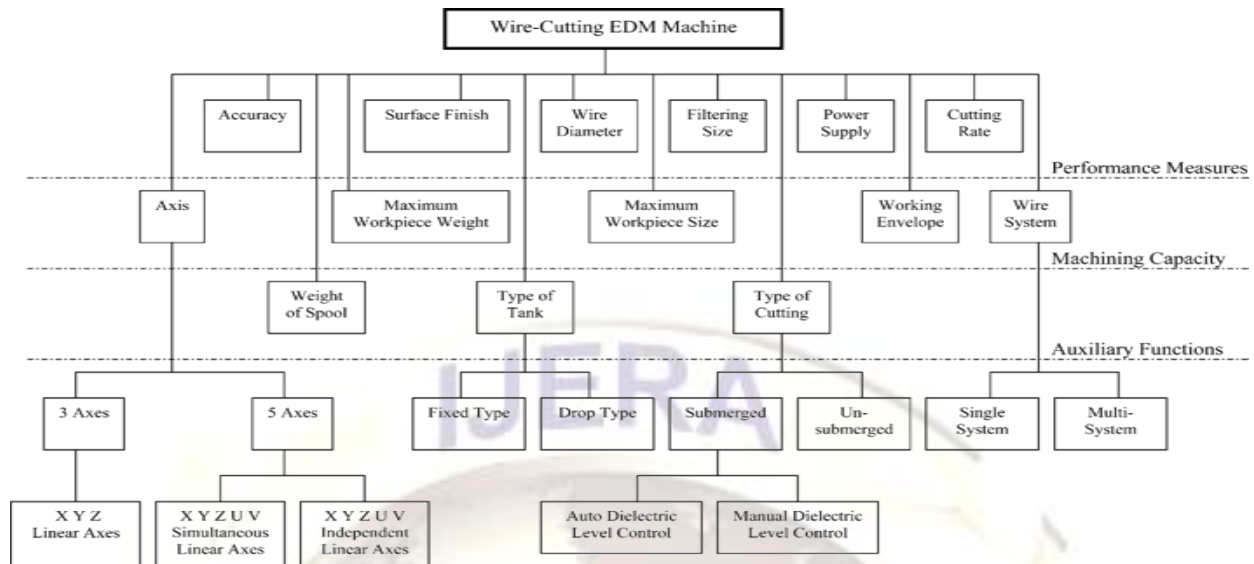 Wire-Cutting EDM Machine
Accuracy
Surface Finish
Wire
Diameter
Filtering
Size
Power
Supply
Cutting
Rate
Performance Measures
Axis
Maximum
Workpiece Weight
Maximum
Workpiece Size
Working
Envelope
Wire
System
Machining Capacity
Weight
of Spool
Type of
Tank
Type of
Cutting
Auxiliary Functions
IJERA
3 Axes
5 Axes
Fixed Type
Drop Type
Submerged
Un-
submerged
Single
System
Multi-
System
X Y Z
Linear Axes
X Y Z U V
Simultaneous
Linear Axes
X Y Z U V
Independent
Linear Axes
Auto Dielectric
Level Control
Manual Dielectric
Level Control